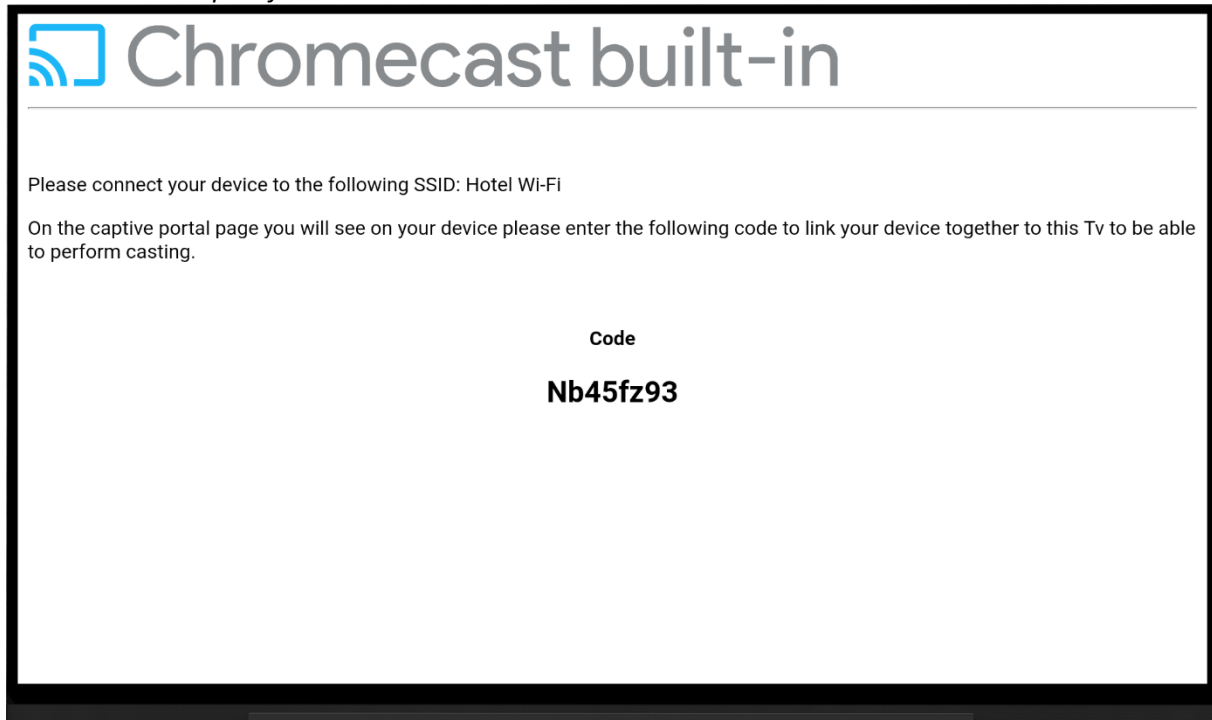 Chromecast built-in
Please connect your device to the following SSID: Hotel Wi-Fi
On the captive portal page you will see on your device please enter the following code to link your device together to this Tv to be able
to perform casting.
Code
Nb45fz93